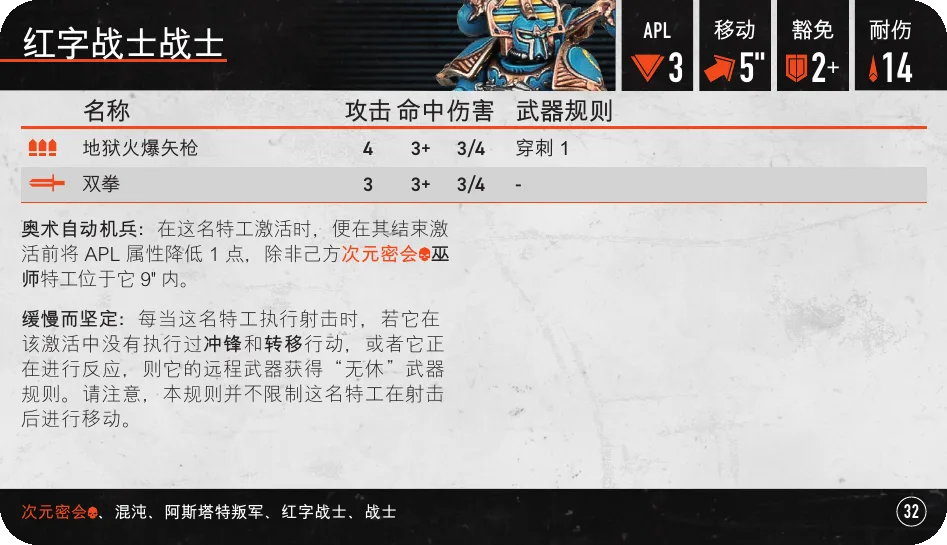 红字战士战士
APL 移动 豁免 耐伤
3 5" 2+ 14
名称 攻击 命中 伤害 武器规则
地狱火爆矢枪 4 3+ 3/4 穿刺 1
双拳 3 3+ 3/4 -
奥术自动机兵：在这名特工激活时，便在其结束激
活前将 APL 属性降低 1 点，除非己方次元密会巫
师特工位于它 9" 内。
缓慢而坚定：每当这名特工执行射击时，若它在
该激活中没有执行过冲锋和转移行动，或者它正
在进行反应，则它的远程武器获得“无休”武器
规则。请注意，本规则并不限制这名特工在射击
后进行移动。
次元密会、混沌、阿斯塔特叛军、红字战士、战士
32